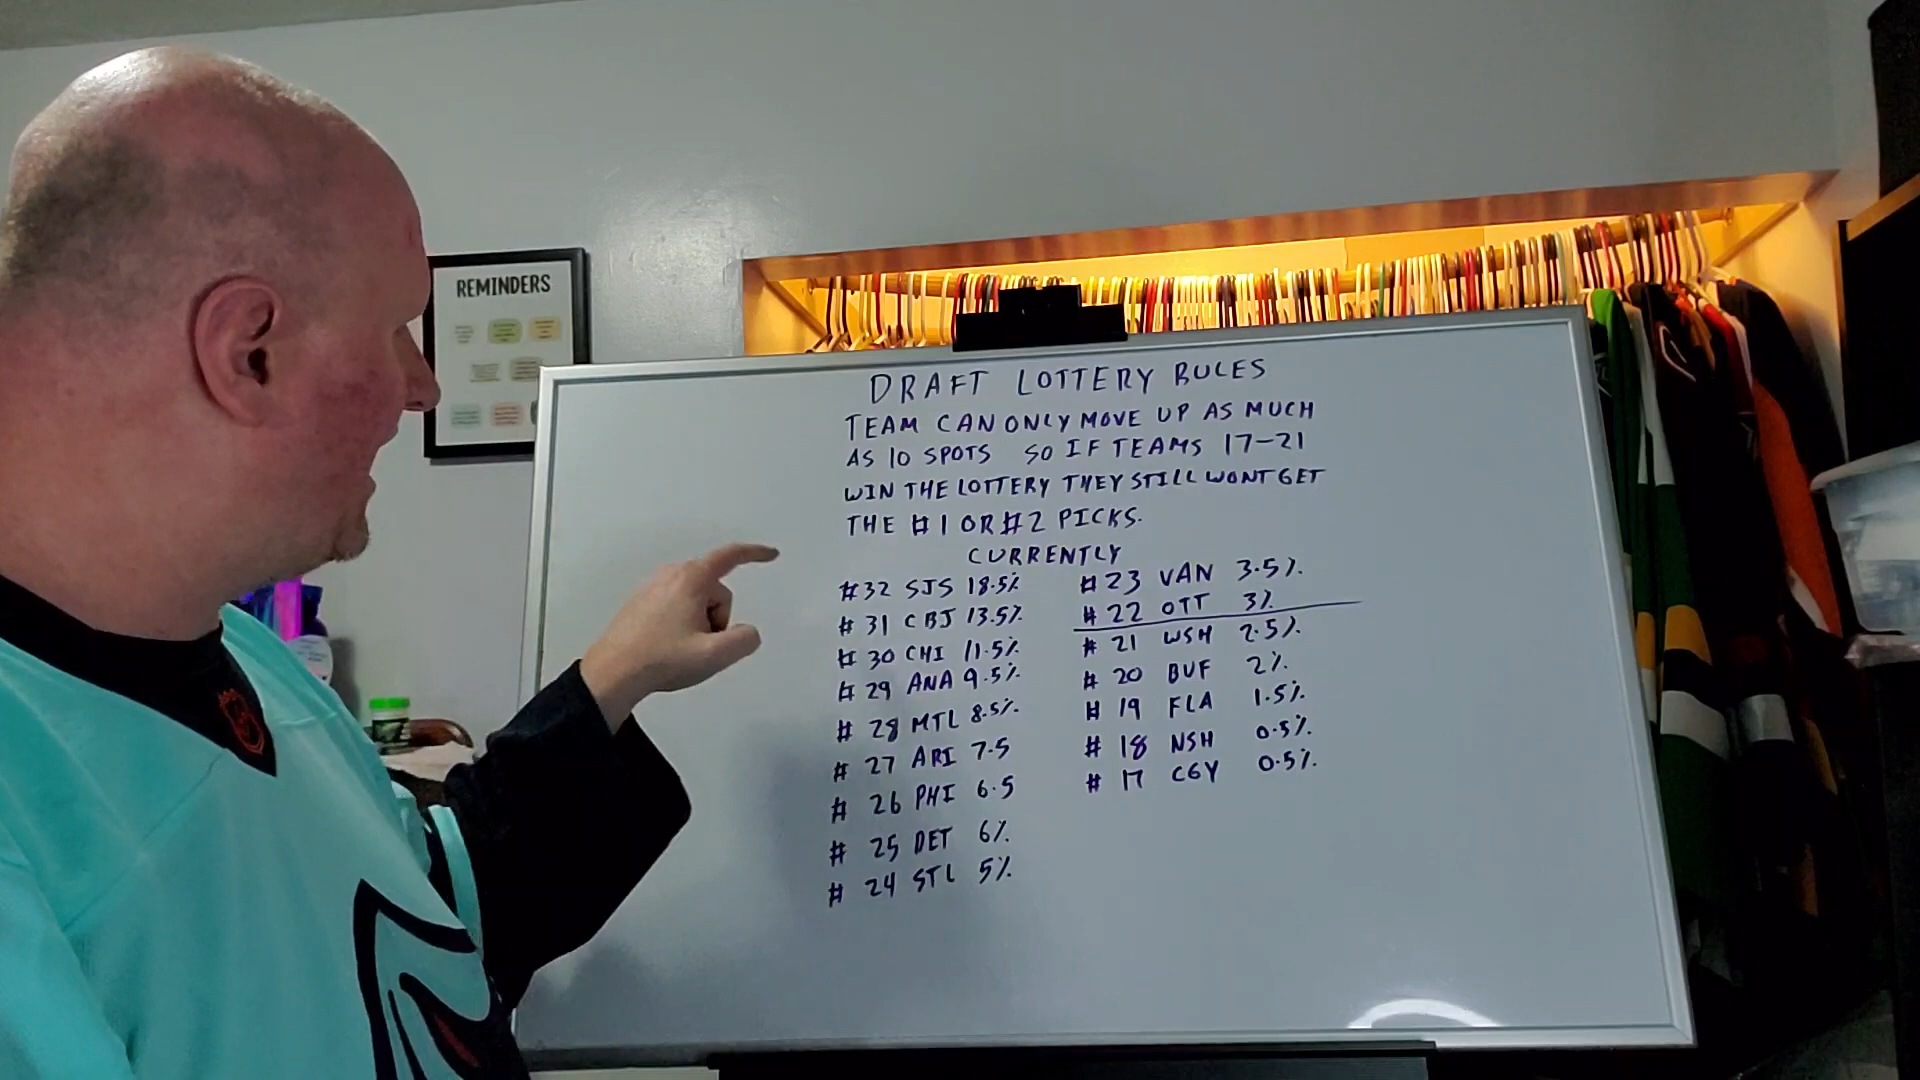 REMINDERS
DRAFT LOTTERY RULES
TEAM CAN ONLY MOVE UP AS MUCH
AS 10 SPOTS SO IF TEAMS 17-21
WIN THE LOTTERY THEY STILL WONT GET
THE #1 OR #2 PICKS.
CURRENTLY
#32 SJS 18.5%
#31 CBJ 13.5%
#30 CHI 11.5%
#29 ANA 9.5%
#28 MTL 8.5%
#27 ARI 7.5
#26 PHI 6.5
#25 DET 6%
#24 STL 5%
#23 VAN 3.5%
#22 OTT 3%
#21 WSH 2.5%
#20 BUF 2%
#19 FLA 1.5%
#18 NSH 0.5%
#17 CGY 0.5%